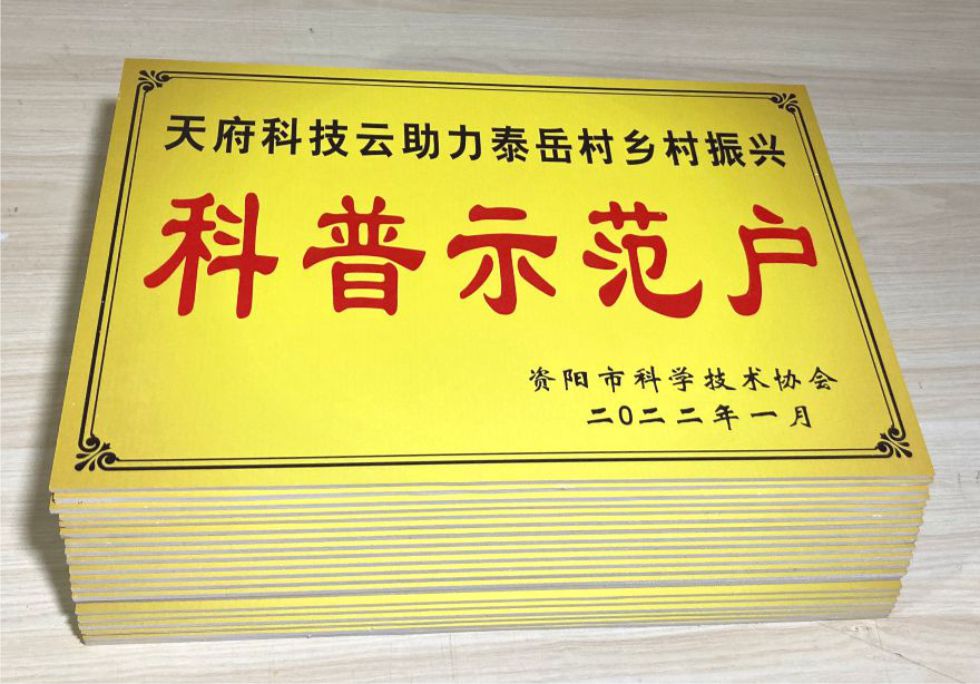 天府科技云助力泰岳村乡村振兴
科普示范户
资阳市科学技术协会
二〇二二年一月